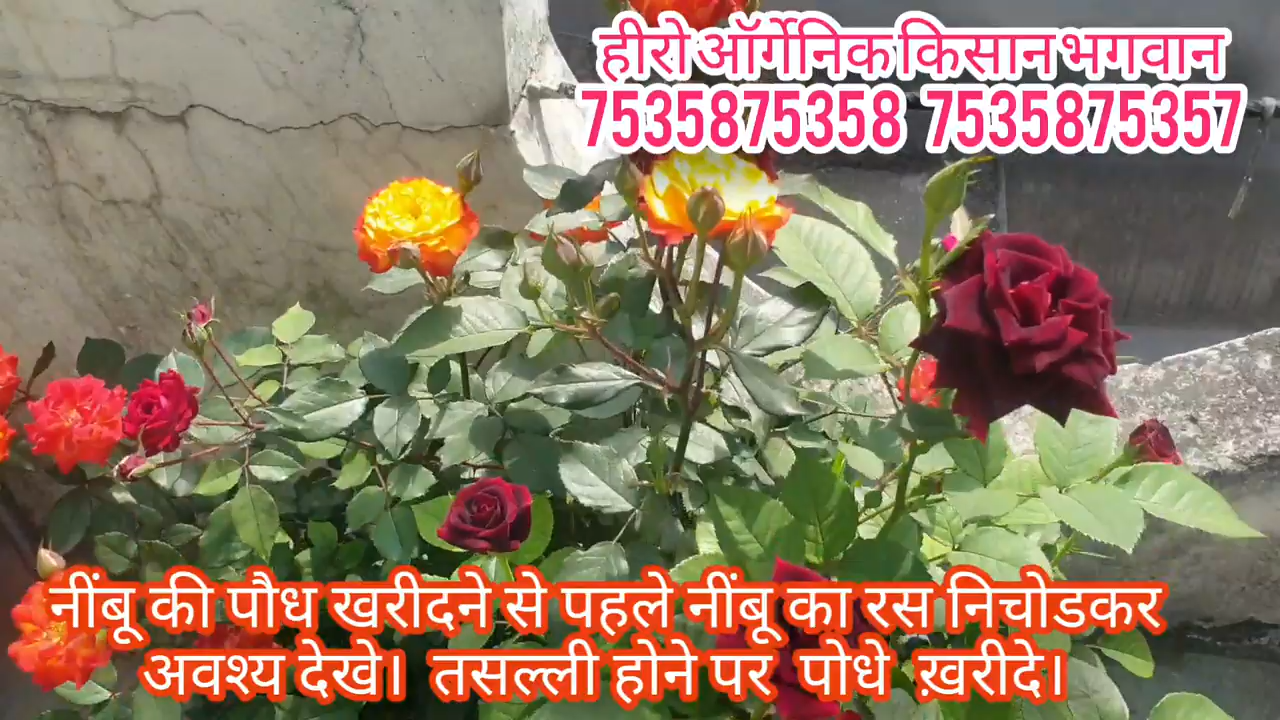 हीरो ऑर्गेनिक किसान भगवान
7535875358 7535875357
नींबू की पौध खरीदने से पहले नींबू का रस निचोडकर
अवश्य देखे। तसल्ली होने पर पोधे ख़रीदे।